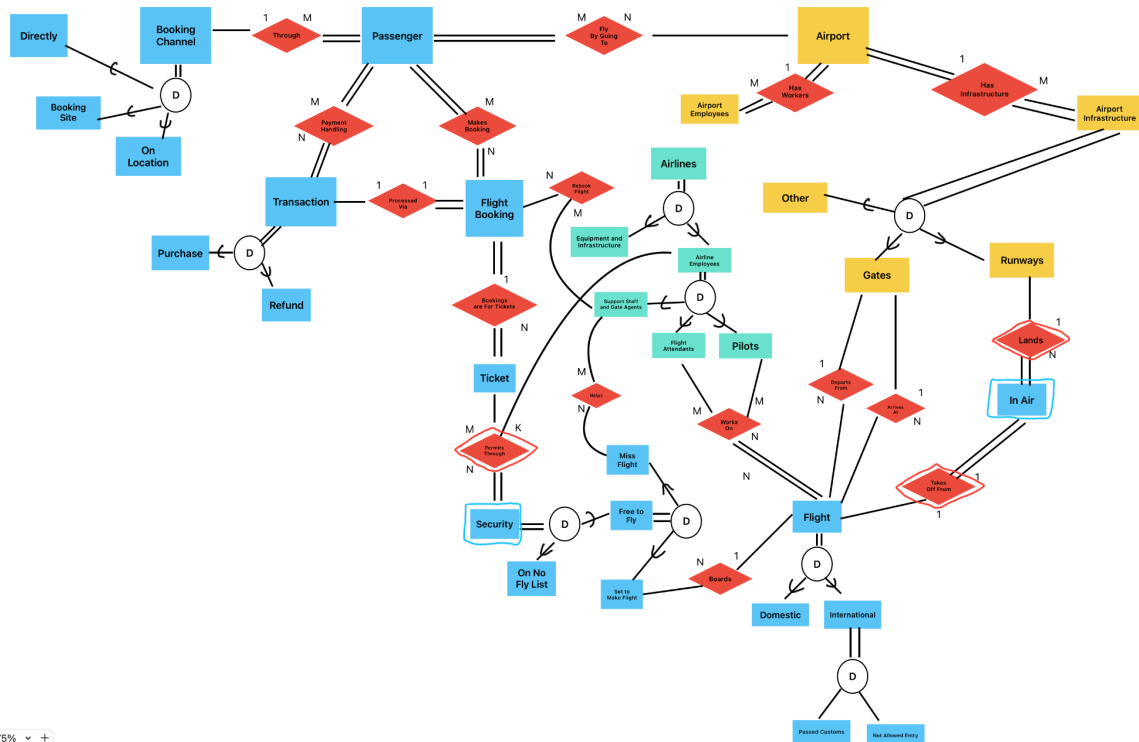 1
M
M
N
Directly
Booking
Channel
Through
Passenger
Fly
By Going
To
Airport
1
1
M
Has
Workers
Has
Infrastructure
M
D
Booking
Site
On
Location
M
Payment
Handling
N
M
Makes
Booking
N
Airport
Employees
Airport
Infrastructure
Airlines
Transaction
1
1
Processed
Via
Flight
Booking
N
Rebook
Flight
M
D
Other
D
Purchase
D
Equipment and
Infrastructure
Airline
Employees
Gates
Runways
Refund
1
Bookings
are For Tickets
N
Support Staff
and Gate Agents
D
Flight
Attendants
Pilots
1
Lands
N
Ticket
M
Helps
N
1
Departs
From
N
1
Arrives
At
N
In Air
M
K
Permits
Through
N
M
M
Works
On
N
N
Miss
Flight
Takes
Off From
1
1
Security
D
Free to
Fly
D
Flight
On No
Fly List
Set to
Make Flight
N
1
Boards
D
Domestic
International
D
Passed Customs
Not Allowed Entry
5%
+